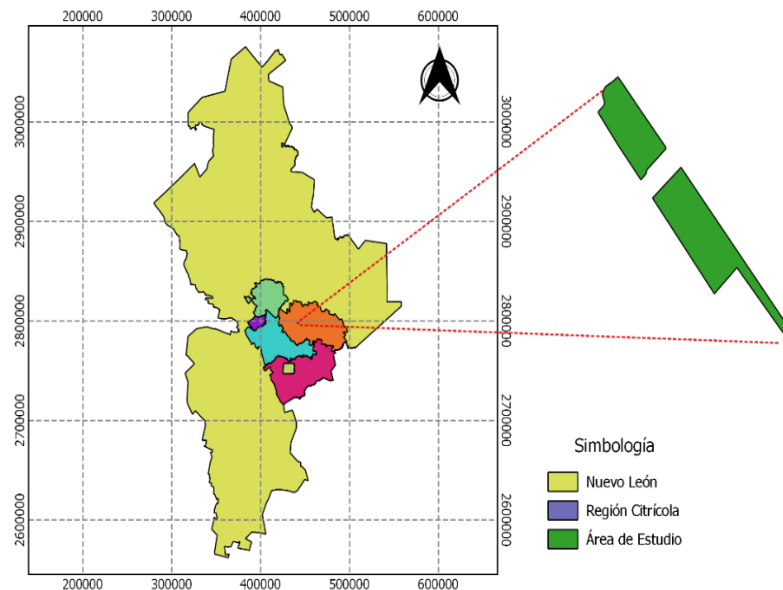 200000 300000 400000 500000 600000
3000000 3000000
2900000 2900000
2800000 2800000
2700000 2700000
2600000 2600000
200000 300000 400000 500000 600000
Simbología
Nuevo León
Región Citrícola
Área de Estudio